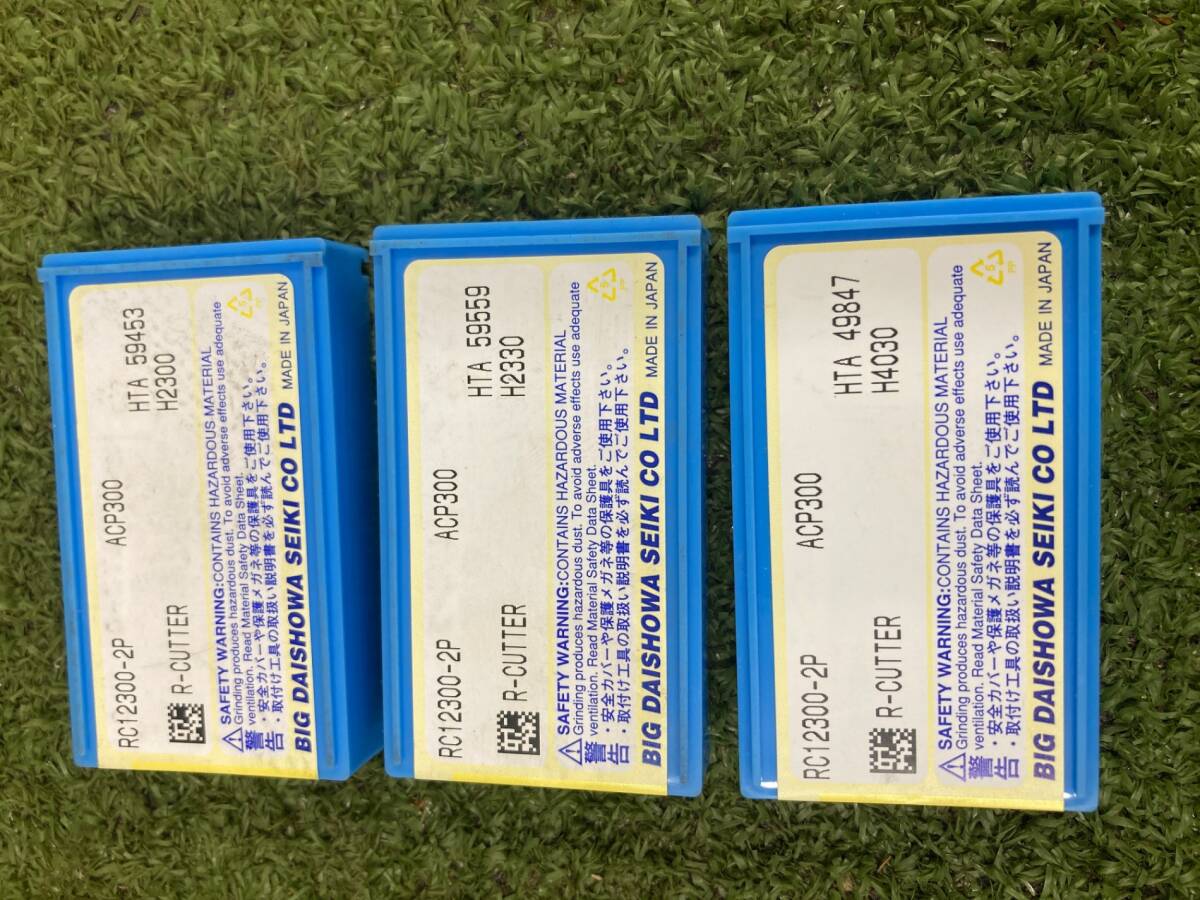 RC12300-2P ACP300
HTA 59453
R-CUTTER H2300
SAFETY WARNING:CONTAINS HAZARDOUS MATERIAL
Grinding produces hazardous dust. To avoid adverse effects use adequate
ventilation. Read Material Safety Data Sheet.
警告
・安全カバーや保護メガネ等の保護具をご使用下さい。
・取付け工具の取扱い説明書を必ず読んでご使用下さい。
BIG DAISHOWA SEIKI CO LTD MADE IN JAPAN
PP
RC12300-2P ACP300
HTA 59559
R-CUTTER H2330
SAFETY WARNING:CONTAINS HAZARDOUS MATERIAL
Grinding produces hazardous dust. To avoid adverse effects use adequate
ventilation. Read Material Safety Data Sheet.
警告
・安全カバーや保護メガネ等の保護具をご使用下さい。
・取付け工具の取扱い説明書を必ず読んでご使用下さい。
BIG DAISHOWA SEIKI CO LTD MADE IN JAPAN
PP
RC12300-2P ACP300
HTA 49847
R-CUTTER H4030
SAFETY WARNING:CONTAINS HAZARDOUS MATERIAL
Grinding produces hazardous dust. To avoid adverse effects use adequate
ventilation. Read Material Safety Data Sheet.
警告
・安全カバーや保護メガネ等の保護具をご使用下さい。
・取付け工具の取扱い説明書を必ず読んでご使用下さい。
BIG DAISHOWA SEIKI CO LTD MADE IN JAPAN
PP